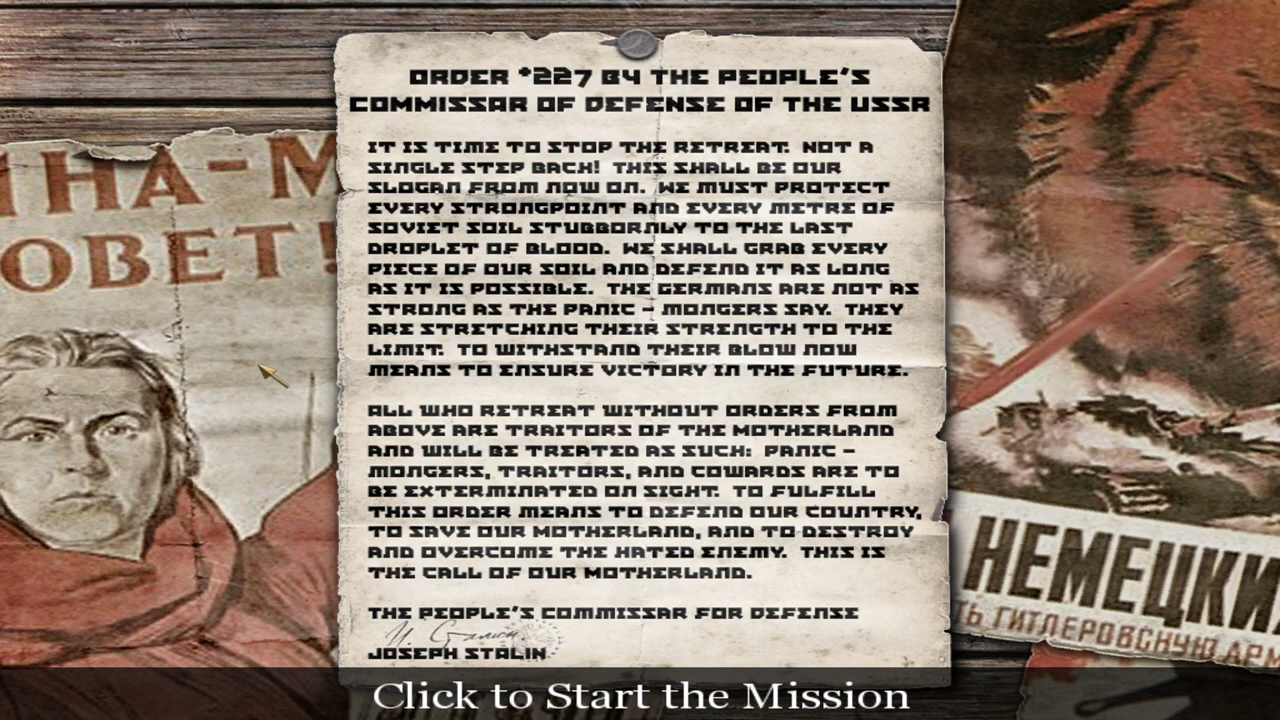 ИНА-М
ОВЕТ!
ORDER *227 BY THE PEOPLE'S
COMMISSAR OF DEFENSE OF THE USSR
IT IS TIME TO STOP THE RETREAT. NOT A
SINGLE STEP BACK! THIS SHALL BE OUR
SLOGAN FROM NOW ON. WE MUST PROTECT
EVERY STRONGPOINT AND EVERY METRE OF
SOVIET SOIL STUBBORNLY TO THE LAST
DROPLET OF BLOOD. WE SHALL GRAB EVERY
PIECE OF OUR SOIL AND DEFEND IT AS LONG
AS IT IS POSSIBLE. THE GERMANS ARE NOT AS
STRONG AS THE PANIC - MONGERS SAY. THEY
ARE STRETCHING THEIR STRENGTH TO THE
LIMIT. TO WITHSTAND THEIR BLOW NOW
MEANS TO ENSURE VICTORY IN THE FUTURE.
ALL WHO RETREAT WITHOUT ORDERS FROM
ABOVE ARE TRAITORS OF THE MOTHERLAND
AND WILL BE TREATED AS SUCH: PANIC -
MONGERS, TRAITORS, AND COWARDS ARE TO
BE EXTERMINATED ON SIGHT. TO FULFILL
THIS ORDER MEANS TO DEFEND OUR COUNTRY,
TO SAVE OUR MOTHERLAND, AND TO DESTROY
AND OVERCOME THE HATED ENEMY. THIS IS
THE CALL OF OUR MOTHERLAND.
THE PEOPLE'S COMMISSAR FOR DEFENSE
И. Сталин
JOSEPH STALIN
НЕМЕЦКИ
ТЬ ГИТЛЕРОВСКУЮ АРМ
Click to Start the Mission